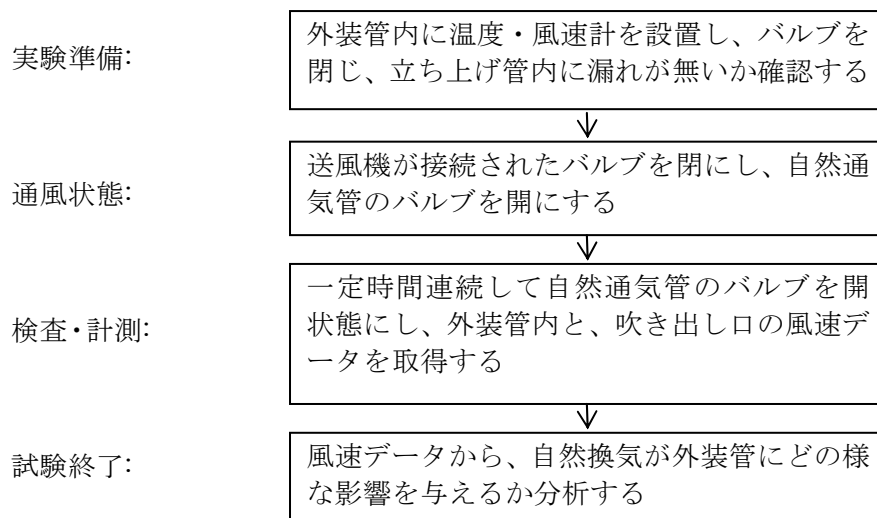 実験準備:
外装管内に温度・風速計を設置し、バルブを
閉じ、立ち上げ管内に漏れが無いか確認する
通風状態:
送風機が接続されたバルブを閉にし、自然通
気管のバルブを開にする
検査・計測:
一定時間連続して自然通気管のバルブを開
状態にし、外装管内と、吹き出し口の風速デ
ータを取得する
試験終了:
風速データから、自然換気が外装管にどの様
な影響を与えるか分析する